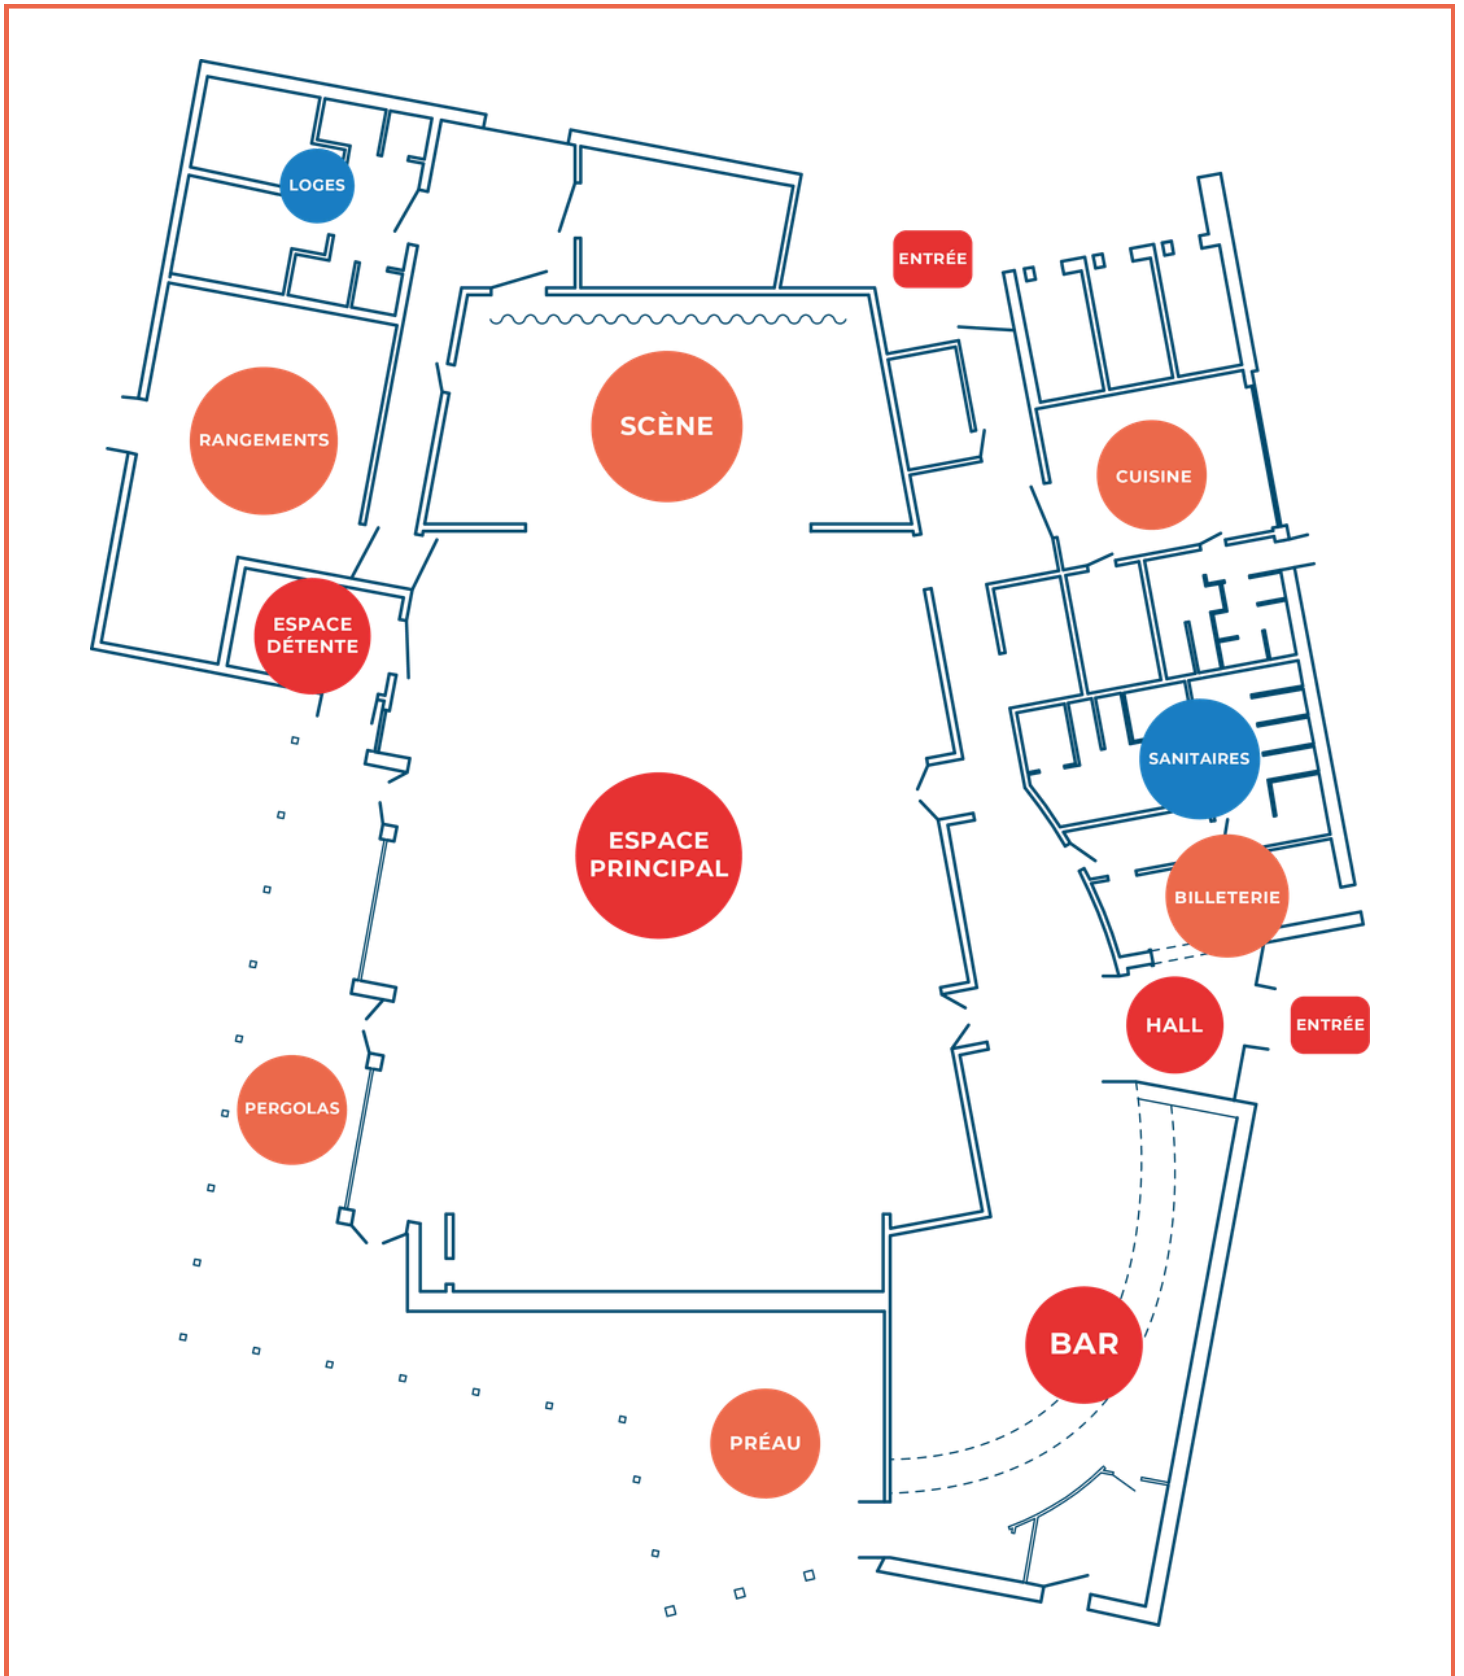 LOGES
ENTRÉE
SCÈNE
RANGEMENTS
CUISINE
ESPACE
DÉTENTE
SANITAIRES
ESPACE
PRINCIPAL
BILLETERIE
HALL
ENTRÉE
PERGOLAS
BAR
PRÉAU